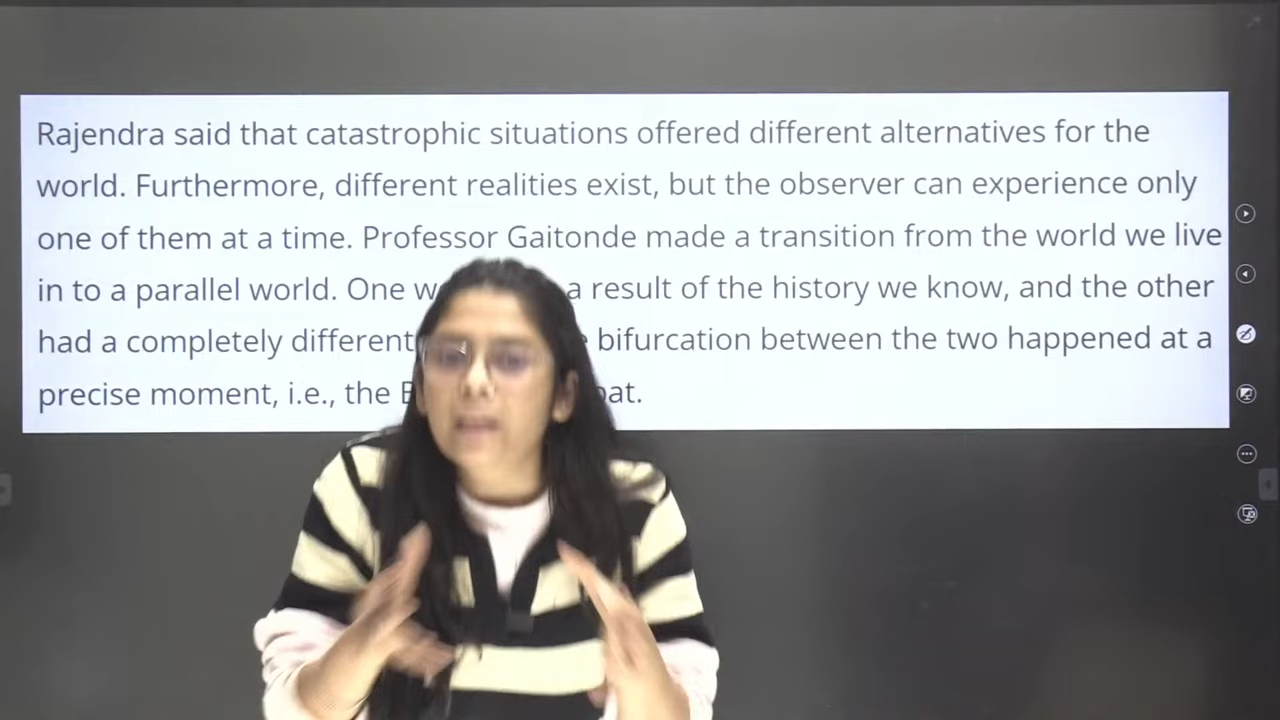 Rajendra said that catastrophic situations offered different alternatives for the
world. Furthermore, different realities exist, but the observer can experience only
one of them at a time. Professor Gaitonde made a transition from the world we live
in to a parallel world. One a result of the history we know, and the other
had a completely different bifurcation between the two happened at a
precise moment, i.e., the